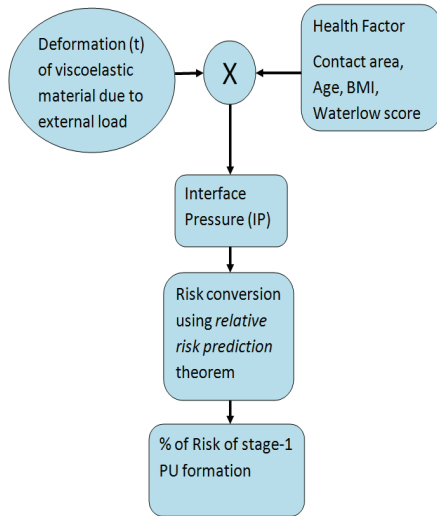 Deformation (t)
of viscoelastic
material due to
external load
X
Health Factor
Contact area,
Age, BMI,
Waterlow score
Interface
Pressure (IP)
Risk conversion
using relative
risk prediction
theorem
% of Risk of stage-1
PU formation